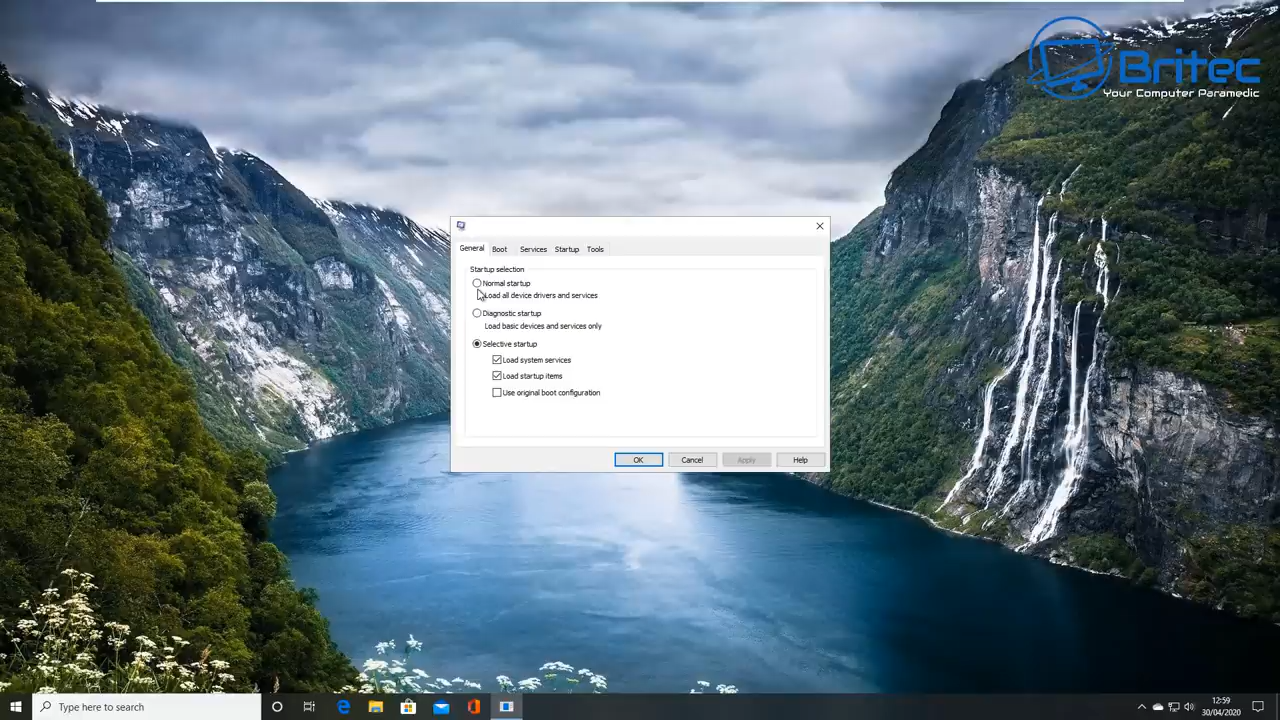 Britec
Your Computer Paramedic
General Boot Services Startup Tools
Startup selection
Normal startup
Load all device drivers and services
Diagnostic startup
Load basic devices and services only
Selective startup
Load system services
Load startup items
Use original boot configuration
OK Cancel Apply Help
Type here to search
12:59
30/04/2020